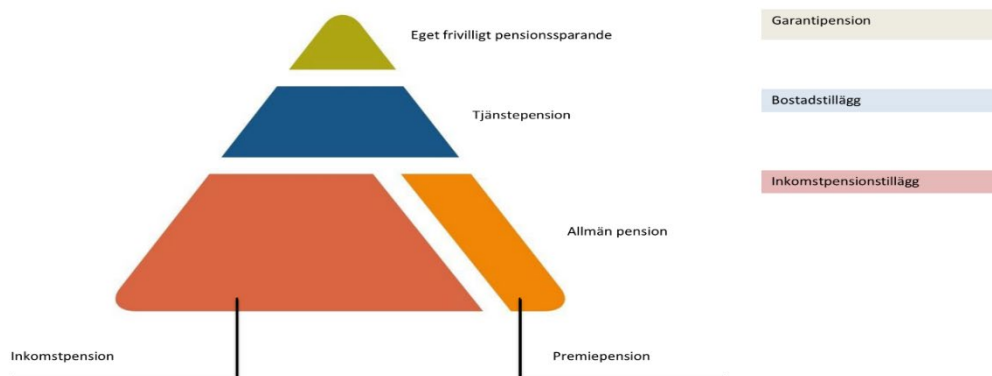 Eget frivilligt pensionssparande
Tjänstepension
Allmän pension
Inkomstpension
Premiepension
Garantipension
Bostadstillägg
Inkomstpensionstillägg